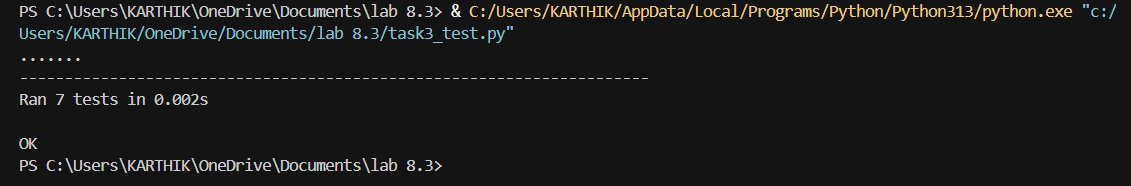 PS C:\Users\KARTHIK\OneDrive\Documents\lab 8.3> & C:/Users/KARTHIK/AppData/Local/Programs/Python/Python313/python.exe "c:/
Users/KARTHIK/OneDrive/Documents/lab 8.3/task3_test.py"
.......
----------------------------------------------------------------------
Ran 7 tests in 0.002s
OK
PS C:\Users\KARTHIK\OneDrive\Documents\lab 8.3>